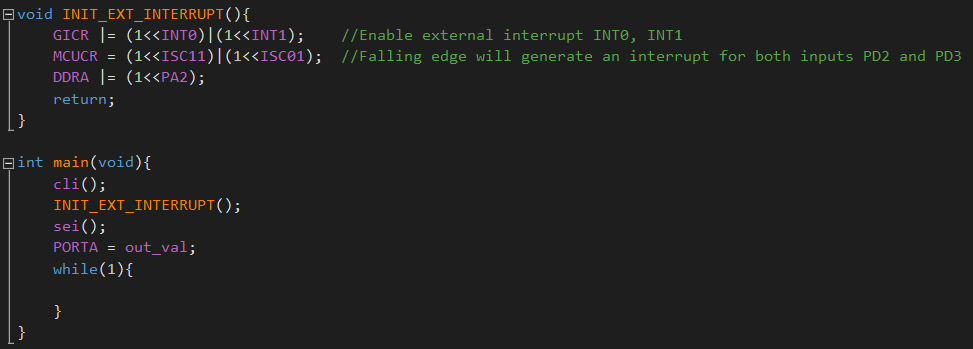 void INIT_EXT_INTERRUPT(){
    GICR |= (1<<INT0)|(1<<INT1);    //Enable external interrupt INT0, INT1
    MCUCR = (1<<ISC11)|(1<<ISC01);  //Falling edge will generate an interrupt for both inputs PD2 and PD3
    DDRA |= (1<<PA2);
    return;
}
int main(void){
    cli();
    INIT_EXT_INTERRUPT();
    sei();
    PORTA = out_val;
    while(1){
    }
}